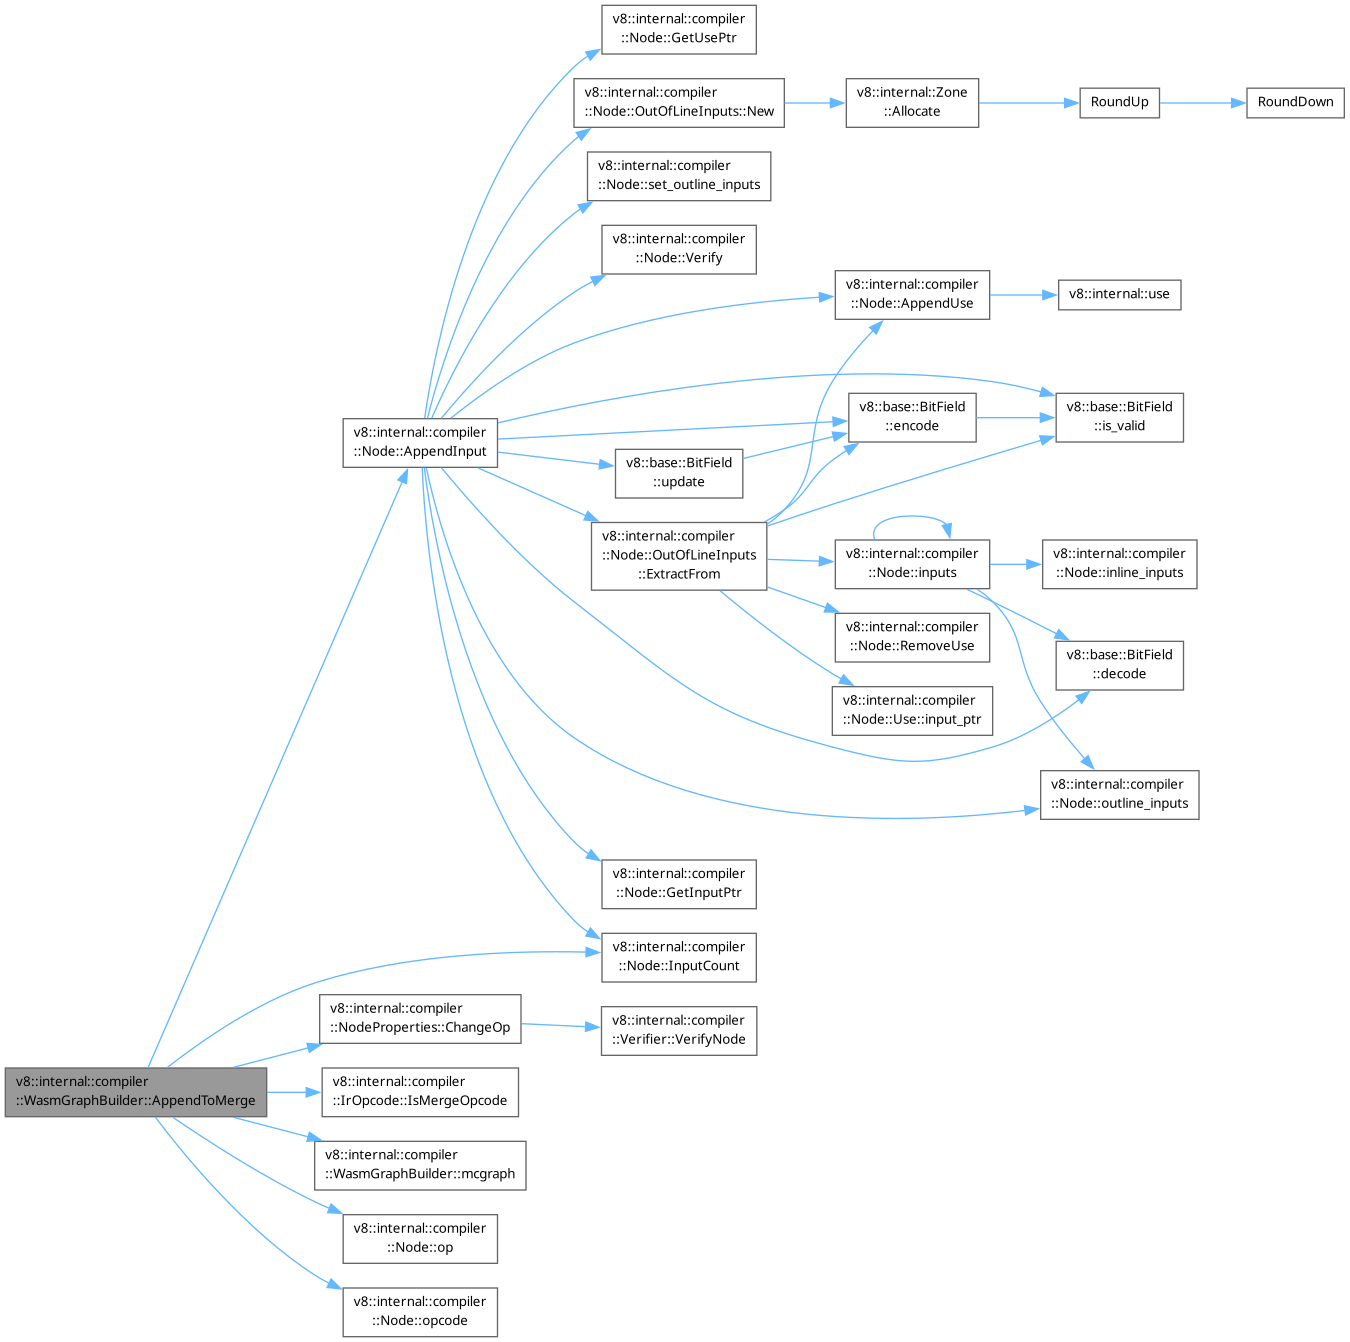 v8::internal::compiler
::Node::GetUsePtr
v8::internal::compiler
::Node::OutOfLineInputs::New
v8::internal::Zone
::Allocate
RoundUp
RoundDown
v8::internal::compiler
::Node::set_outline_inputs
v8::internal::compiler
::Node::Verify
v8::internal::compiler
::Node::AppendUse
v8::internal::use
v8::internal::compiler
::Node::AppendInput
v8::base::BitField
::encode
v8::base::BitField
::is_valid
v8::base::BitField
::update
v8::internal::compiler
::Node::OutOfLineInputs
::ExtractFrom
v8::internal::compiler
::Node::inputs
v8::internal::compiler
::Node::inline_inputs
v8::internal::compiler
::Node::RemoveUse
v8::base::BitField
::decode
v8::internal::compiler
::Node::Use::input_ptr
v8::internal::compiler
::Node::outline_inputs
v8::internal::compiler
::Node::GetInputPtr
v8::internal::compiler
::Node::InputCount
v8::internal::compiler
::NodeProperties::ChangeOp
v8::internal::compiler
::Verifier::VerifyNode
v8::internal::compiler
::WasmGraphBuilder::AppendToMerge
v8::internal::compiler
::IrOpcode::IsMergeOpcode
v8::internal::compiler
::WasmGraphBuilder::mcgraph
v8::internal::compiler
::Node::op
v8::internal::compiler
::Node::opcode